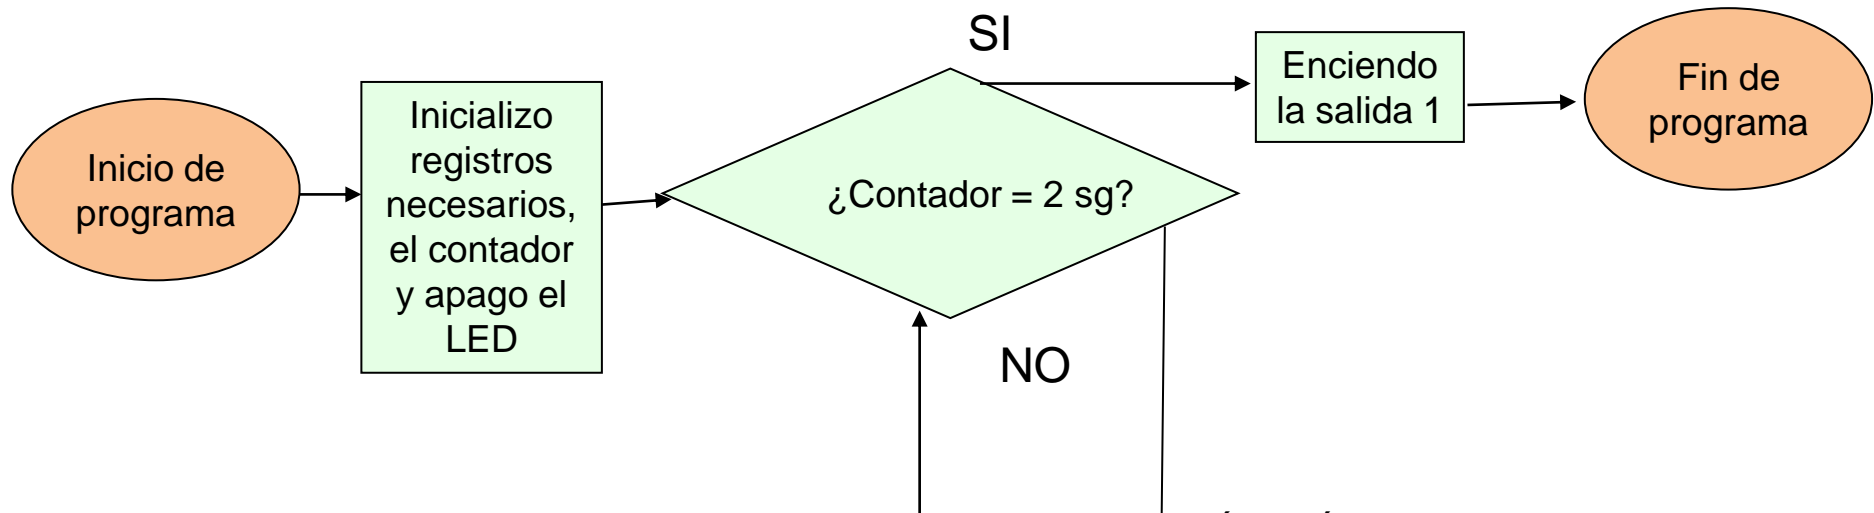 Inicio de
programa
Inicializo
registros
necesarios,
el contador
y apago el
LED
¿Contador = 2 sg?
SI
NO
Enciendo
la salida 1
Fin de
programa